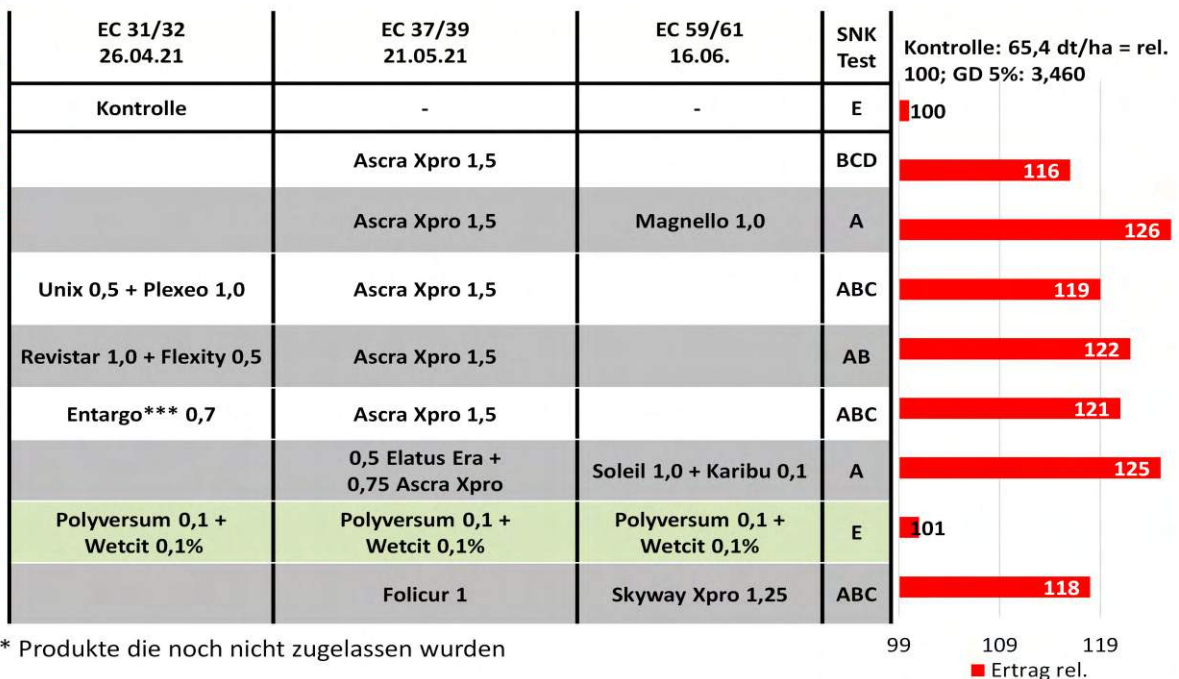 EC 31/32
26.04.21
EC 37/39
21.05.21
EC 59/61
16.06.
SNK
Test
Kontrolle: 65,4 dt/ha = rel.
100; GD 5%: 3,460
Kontrolle - - E 100
Ascra Xpro 1,5 BCD 116
Ascra Xpro 1,5 Magnello 1,0 A 126
Unix 0,5 + Plexeo 1,0 Ascra Xpro 1,5 ABC 119
Revistar 1,0 + Flexity 0,5 Ascra Xpro 1,5 AB 122
Entargo*** 0,7 Ascra Xpro 1,5 ABC 121
0,5 Elatus Era +
0,75 Ascra Xpro
Soleil 1,0 + Karibu 0,1 A 125
Polyversum 0,1 +
Wetcit 0,1%
Polyversum 0,1 +
Wetcit 0,1%
Polyversum 0,1 +
Wetcit 0,1%
E 101
Folicur 1 Skyway Xpro 1,25 ABC 118
* Produkte die noch nicht zugelassen wurden
99 109 119
Ertrag rel.